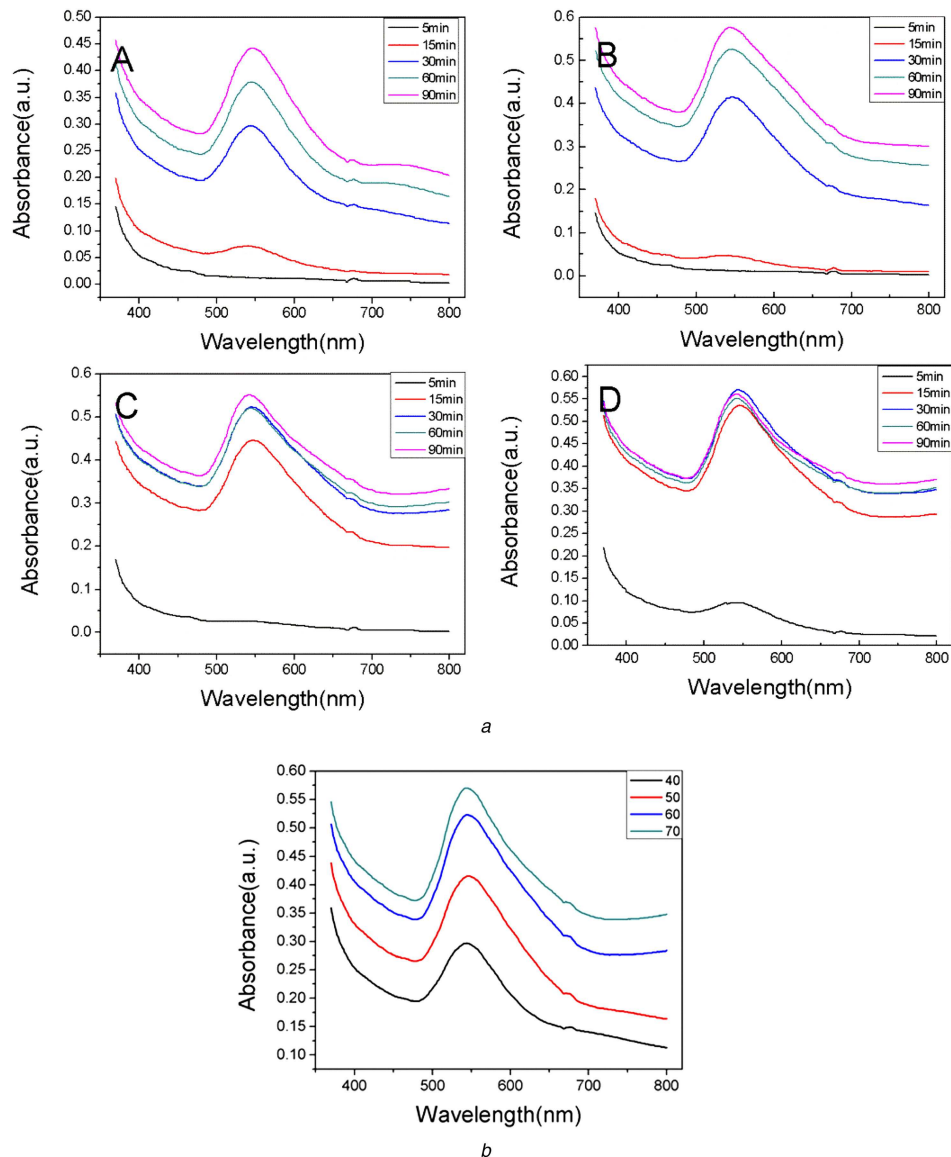 A
5min
15min
30min
60min
90min
Absorbance(a.u.)
0.50
0.45
0.40
0.35
0.30
0.25
0.20
0.15
0.10
0.05
0.00
400 500 600 700 800
Wavelength(nm)
B
5min
15min
30min
60min
90min
Absorbance(a.u.)
0.6
0.5
0.4
0.3
0.2
0.1
0.0
400 500 600 700 800
Wavelength(nm)
C
5min
15min
30min
60min
90min
Absorbance(a.u.)
0.6
0.5
0.4
0.3
0.2
0.1
0.0
400 500 600 700 800
Wavelength(nm)
D
5min
15min
30min
60min
90min
Absorbance(a.u.)
0.60
0.55
0.50
0.45
0.40
0.35
0.30
0.25
0.20
0.15
0.10
0.05
0.00
400 500 600 700 800
Wavelength(nm)
a
40
50
60
70
Absorbance(a.u.)
0.60
0.55
0.50
0.45
0.40
0.35
0.30
0.25
0.20
0.15
0.10
400 500 600 700 800
Wavelength(nm)
b